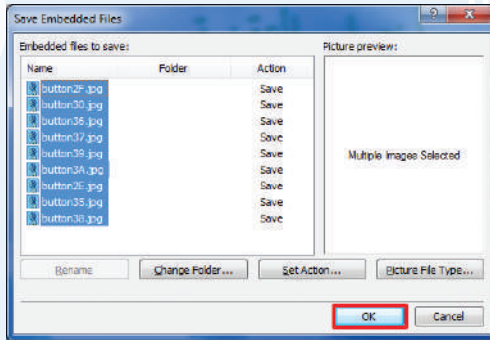 Save Embedded Files
Embedded files to save:
Picture preview:
Name Folder Action
button2F.jpg Save
button30.jpg Save
button36.jpg Save
button37.jpg Save
button39.jpg Save
button3A.jpg Save
button2E.jpg Save
button35.jpg Save
button38.jpg Save
Multiple Images Selected
Rename Change Folder... Set Action... Picture File Type...
OK Cancel